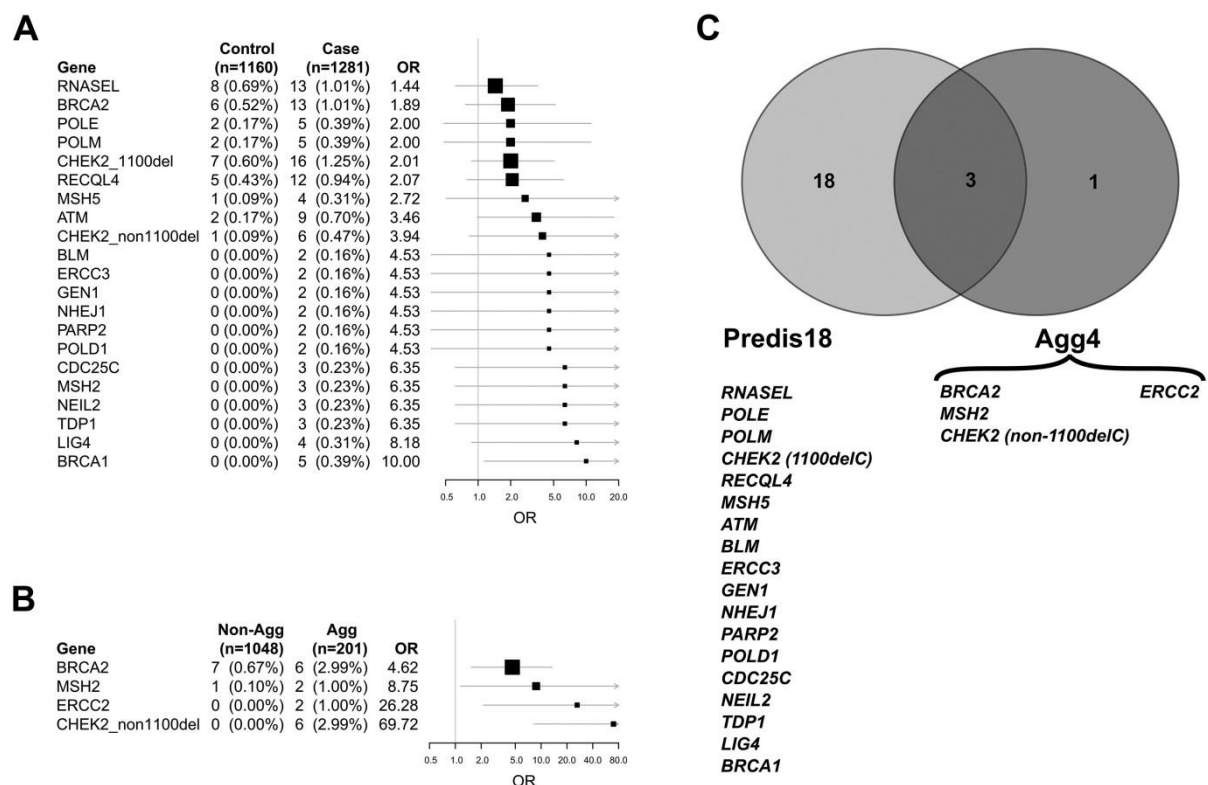 A
Control Case
Gene (n=1160) (n=1281) OR
RNASEL 8 (0.69%) 13 (1.01%) 1.44
BRCA2 6 (0.52%) 13 (1.01%) 1.89
POLE 2 (0.17%) 5 (0.39%) 2.00
POLM 2 (0.17%) 5 (0.39%) 2.00
CHEK2_1100del 7 (0.60%) 16 (1.25%) 2.01
RECQL4 5 (0.43%) 12 (0.94%) 2.07
MSH5 1 (0.09%) 4 (0.31%) 2.72
ATM 2 (0.17%) 9 (0.70%) 3.46
CHEK2_non1100del 1 (0.09%) 6 (0.47%) 3.94
BLM 0 (0.00%) 2 (0.16%) 4.53
ERCC3 0 (0.00%) 2 (0.16%) 4.53
GEN1 0 (0.00%) 2 (0.16%) 4.53
NHEJ1 0 (0.00%) 2 (0.16%) 4.53
PARP2 0 (0.00%) 2 (0.16%) 4.53
POLD1 0 (0.00%) 2 (0.16%) 4.53
CDC25C 0 (0.00%) 3 (0.23%) 6.35
MSH2 0 (0.00%) 3 (0.23%) 6.35
NEIL2 0 (0.00%) 3 (0.23%) 6.35
TDP1 0 (0.00%) 3 (0.23%) 6.35
LIG4 0 (0.00%) 4 (0.31%) 8.18
BRCA1 0 (0.00%) 5 (0.39%) 10.00
0.5 1.0 2.0 5.0 10.0 20.0
OR
B
Non-Agg Agg
Gene (n=1048) (n=201) OR
BRCA2 7 (0.67%) 6 (2.99%) 4.62
MSH2 1 (0.10%) 2 (1.00%) 8.75
ERCC2 0 (0.00%) 2 (1.00%) 26.28
CHEK2_non1100del 0 (0.00%) 6 (2.99%) 69.72
0.5 1.0 2.0 5.0 10.0 20.0 40.0 80.0
OR
C
18 3 1
Predis18 Agg4
RNASEL
POLE
POLM
CHEK2 (1100delC)
RECQL4
MSH5
ATM
BLM
ERCC3
GEN1
NHEJ1
PARP2
POLD1
CDC25C
NEIL2
TDP1
LIG4
BRCA1
BRCA2 ERCC2
MSH2
CHEK2 (non-1100delC)